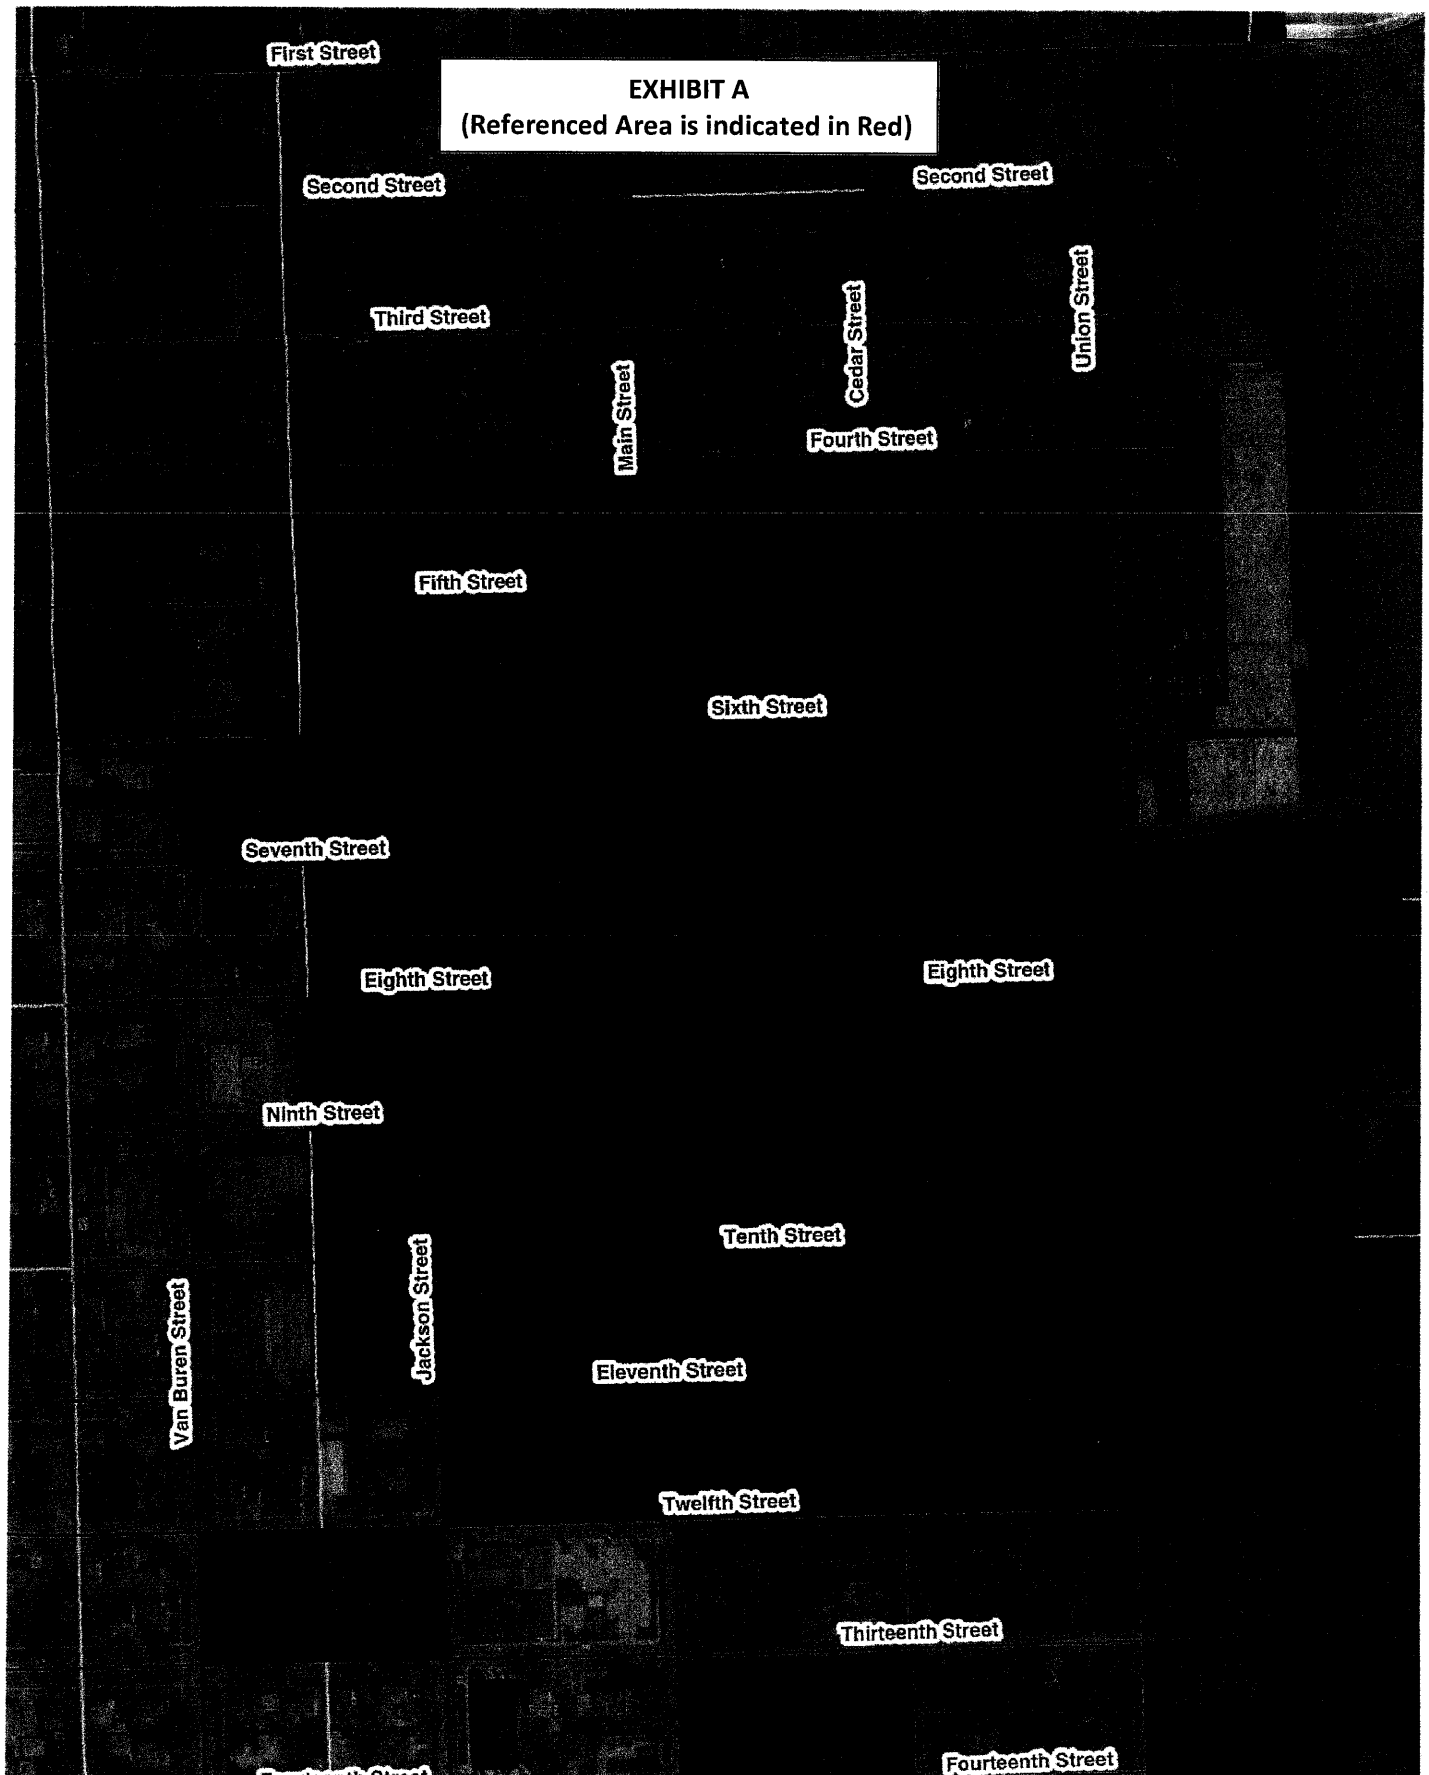 First Street
EXHIBIT A
(Referenced Area is indicated in Red)
Second Street
Second Street
Union Street
Third Street
Cedar Street
Main Street
Fourth Street
Fifth Street
Sixth Street
Seventh Street
Eighth Street
Eighth Street
Ninth Street
Tenth Street
Jackson Street
Van Buren Street
Eleventh Street
Twelfth Street
Thirteenth Street
Fourteenth Street
Fourteenth Street